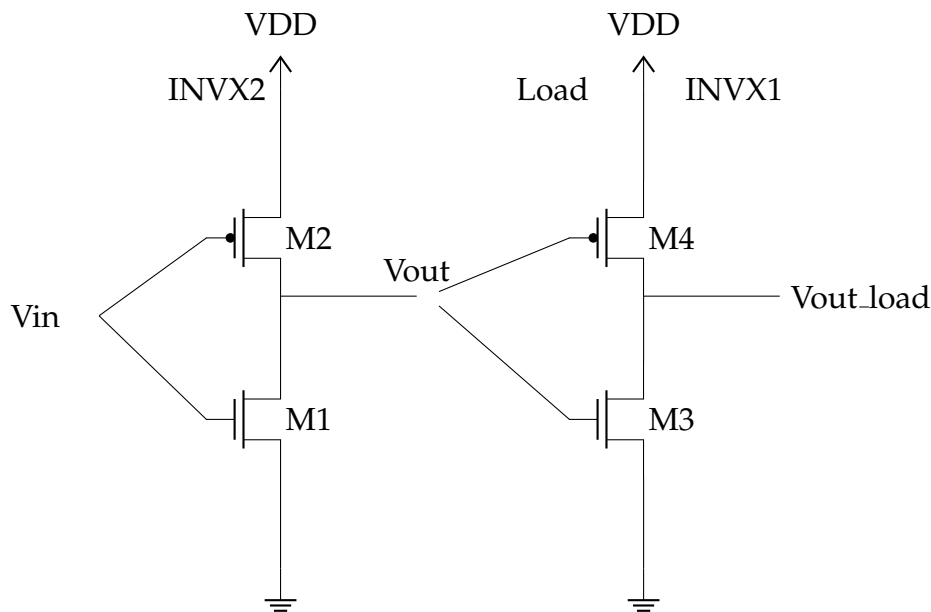 VDD
VDD
INVX2
Load
INVX1
M2
M4
Vout
Vin
Vout_load
M1
M3